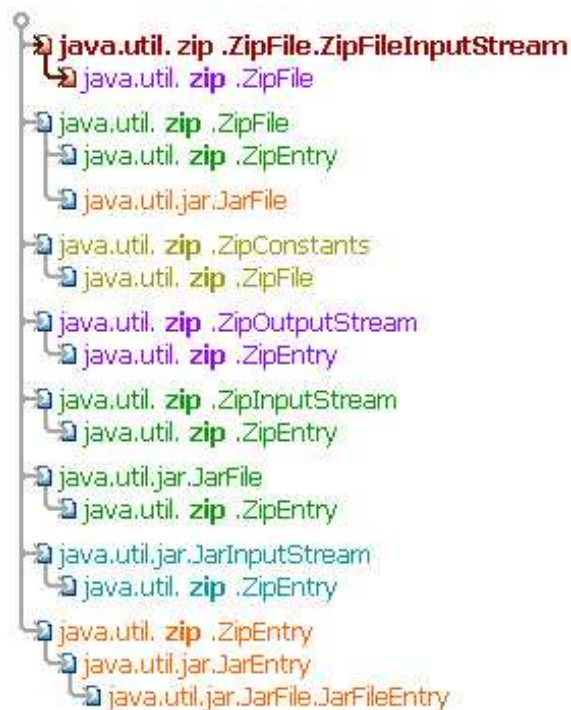 java.util. zip .ZipFile.ZipFileInputStream
java.util. zip .ZipFile
java.util. zip .ZipFile
java.util. zip .ZipEntry
java.util.jar.JarFile
java.util. zip .ZipConstants
java.util. zip .ZipFile
java.util. zip .ZipOutputStream
java.util. zip .ZipEntry
java.util. zip .ZipInputStream
java.util. zip .ZipEntry
java.util.jar.JarFile
java.util. zip .ZipEntry
java.util.jar.JarInputStream
java.util. zip .ZipEntry
java.util. zip .ZipEntry
java.util.jar.JarEntry
java.util.jar.JarFile.JarFileEntry